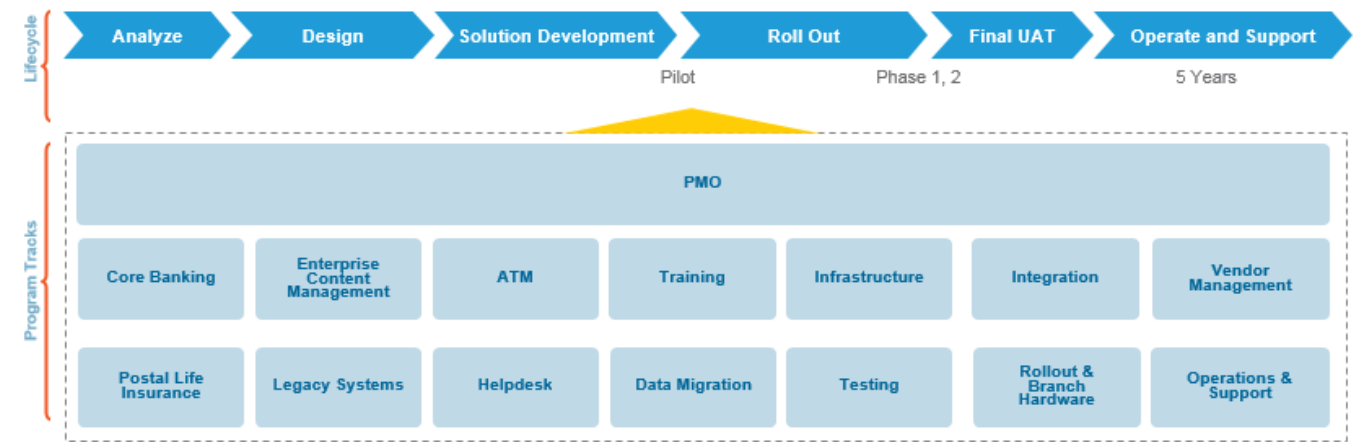 Lifecycle
Analyze
Design
Solution Development
Roll Out
Final UAT
Operate and Support
Pilot
Phase 1, 2
5 Years
Program Tracks
PMO
Core Banking
Enterprise
Content
Management
ATM
Training
Infrastructure
Integration
Vendor
Management
Postal Life
Insurance
Legacy Systems
Helpdesk
Data Migration
Testing
Rollout &
Branch
Hardware
Operations &
Support